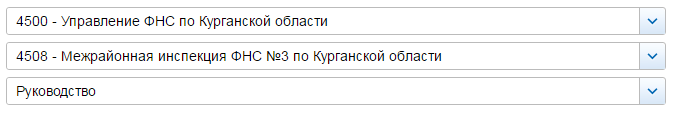 4500 - Управление ФНС по Курганской области
4508 - Межрайонная инспекция ФНС №3 по Курганской области
Руководство